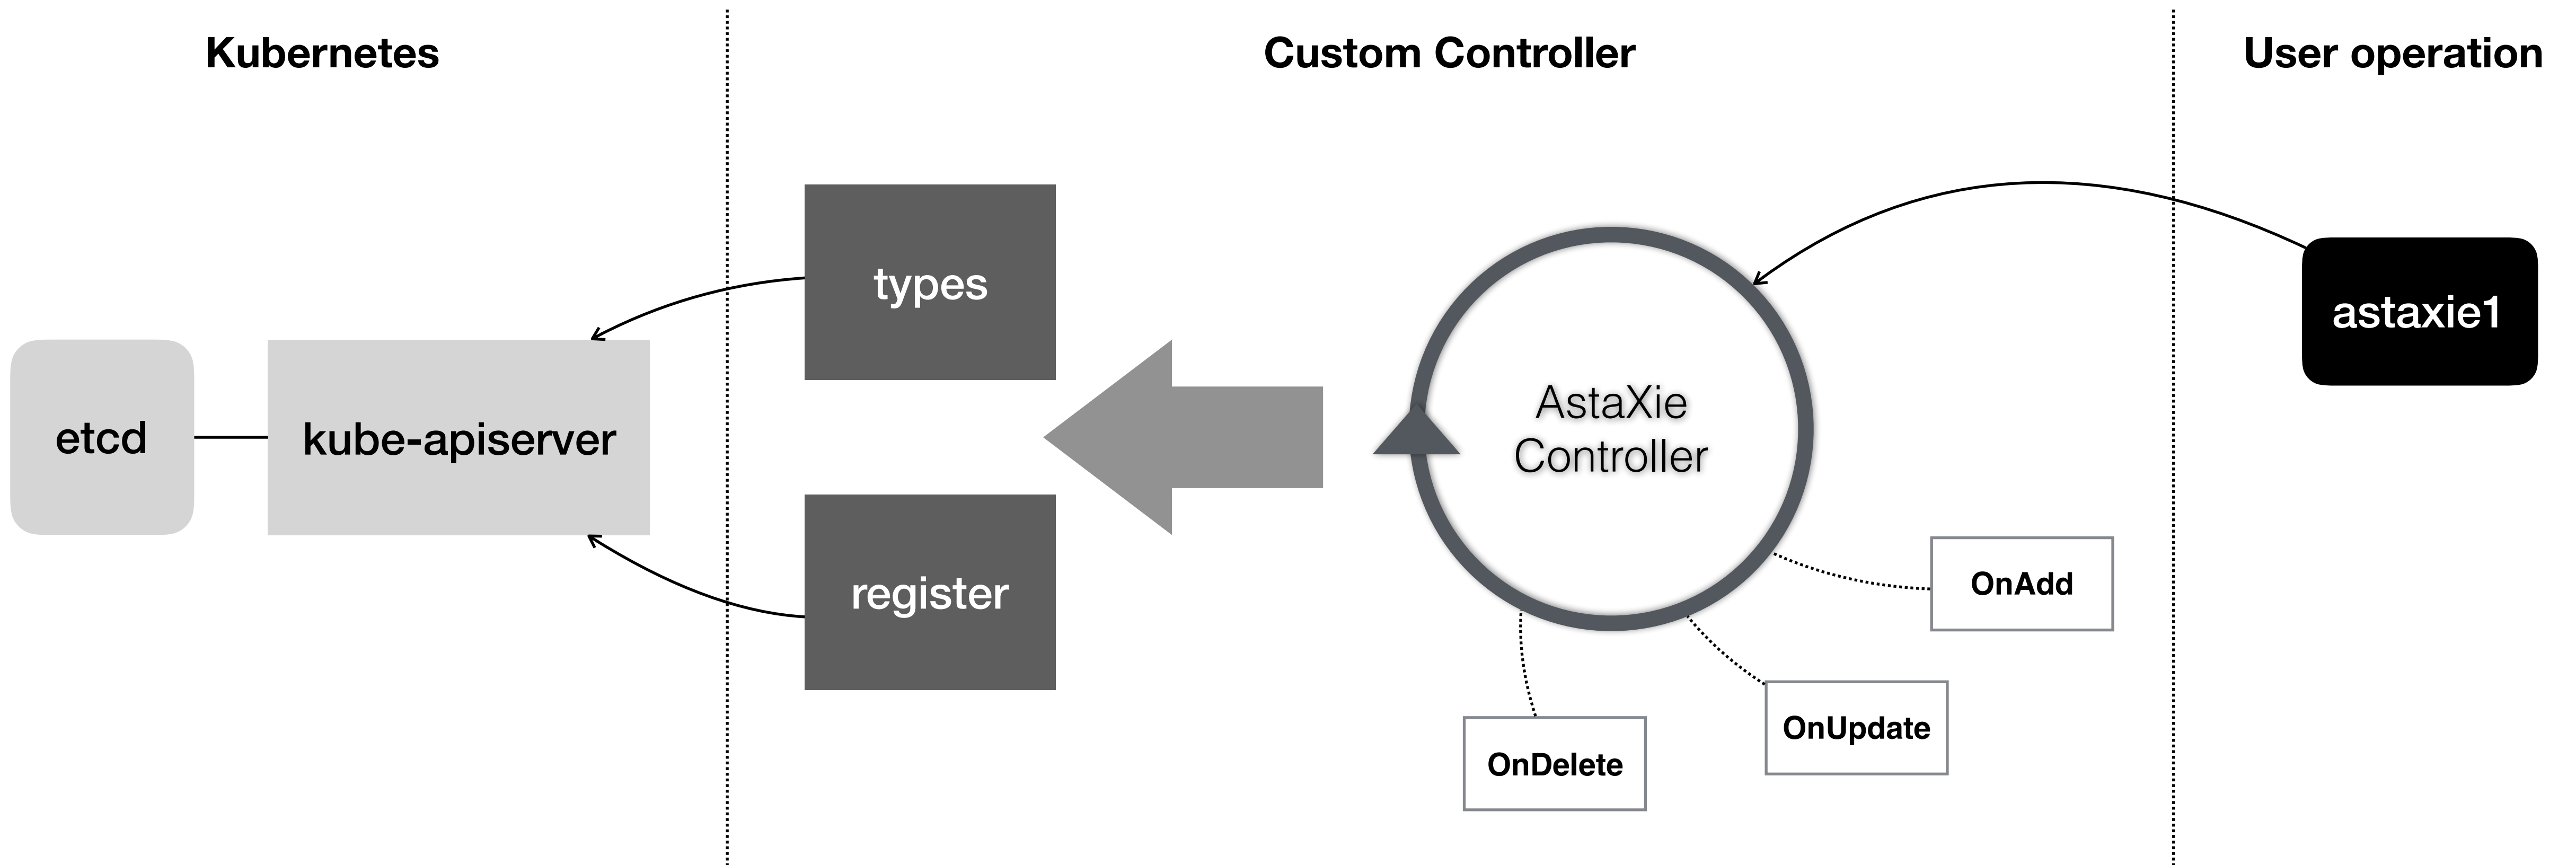 Kubernetes
Custom Controller
User operation
types
astaxie1
AstaXie
Controller
etcd
kube-apiserver
register
OnAdd
OnUpdate
OnDelete